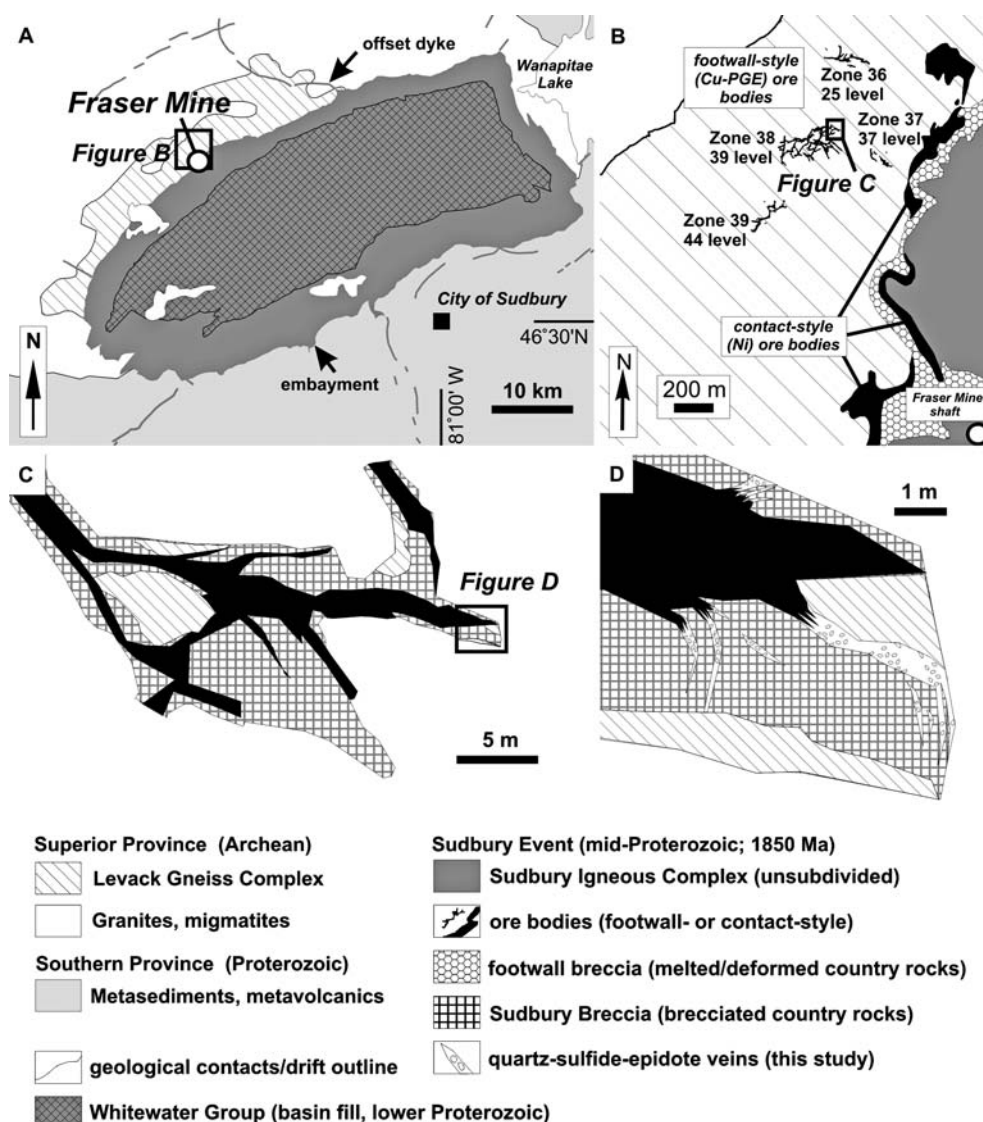 A
offset dyke
Wanapitae
Lake
Fraser Mine
Figure B
City of Sudbury
46°30'N
N
embayment
81°00' W
10 km
B
footwall-style
(Cu-PGE) ore
bodies
Zone 36
25 level
Zone 37
37 level
Zone 38
39 level
Figure C
Zone 39
44 level
contact-style
(Ni) ore bodies
N
200 m
Fraser Mine
shaft
C
Figure D
5 m
D
1 m
Superior Province (Archean)
Levack Gneiss Complex
Granites, migmatites
Southern Province (Proterozoic)
Metasediments, metavolcanics
geological contacts/drift outline
Whitewater Group (basin fill, lower Proterozoic)
Sudbury Event (mid-Proterozoic; 1850 Ma)
Sudbury Igneous Complex (unsubdivided)
ore bodies (footwall- or contact-style)
footwall breccia (melted/deformed country rocks)
Sudbury Breccia (brecciated country rocks)
quartz-sulfide-epidote veins (this study)